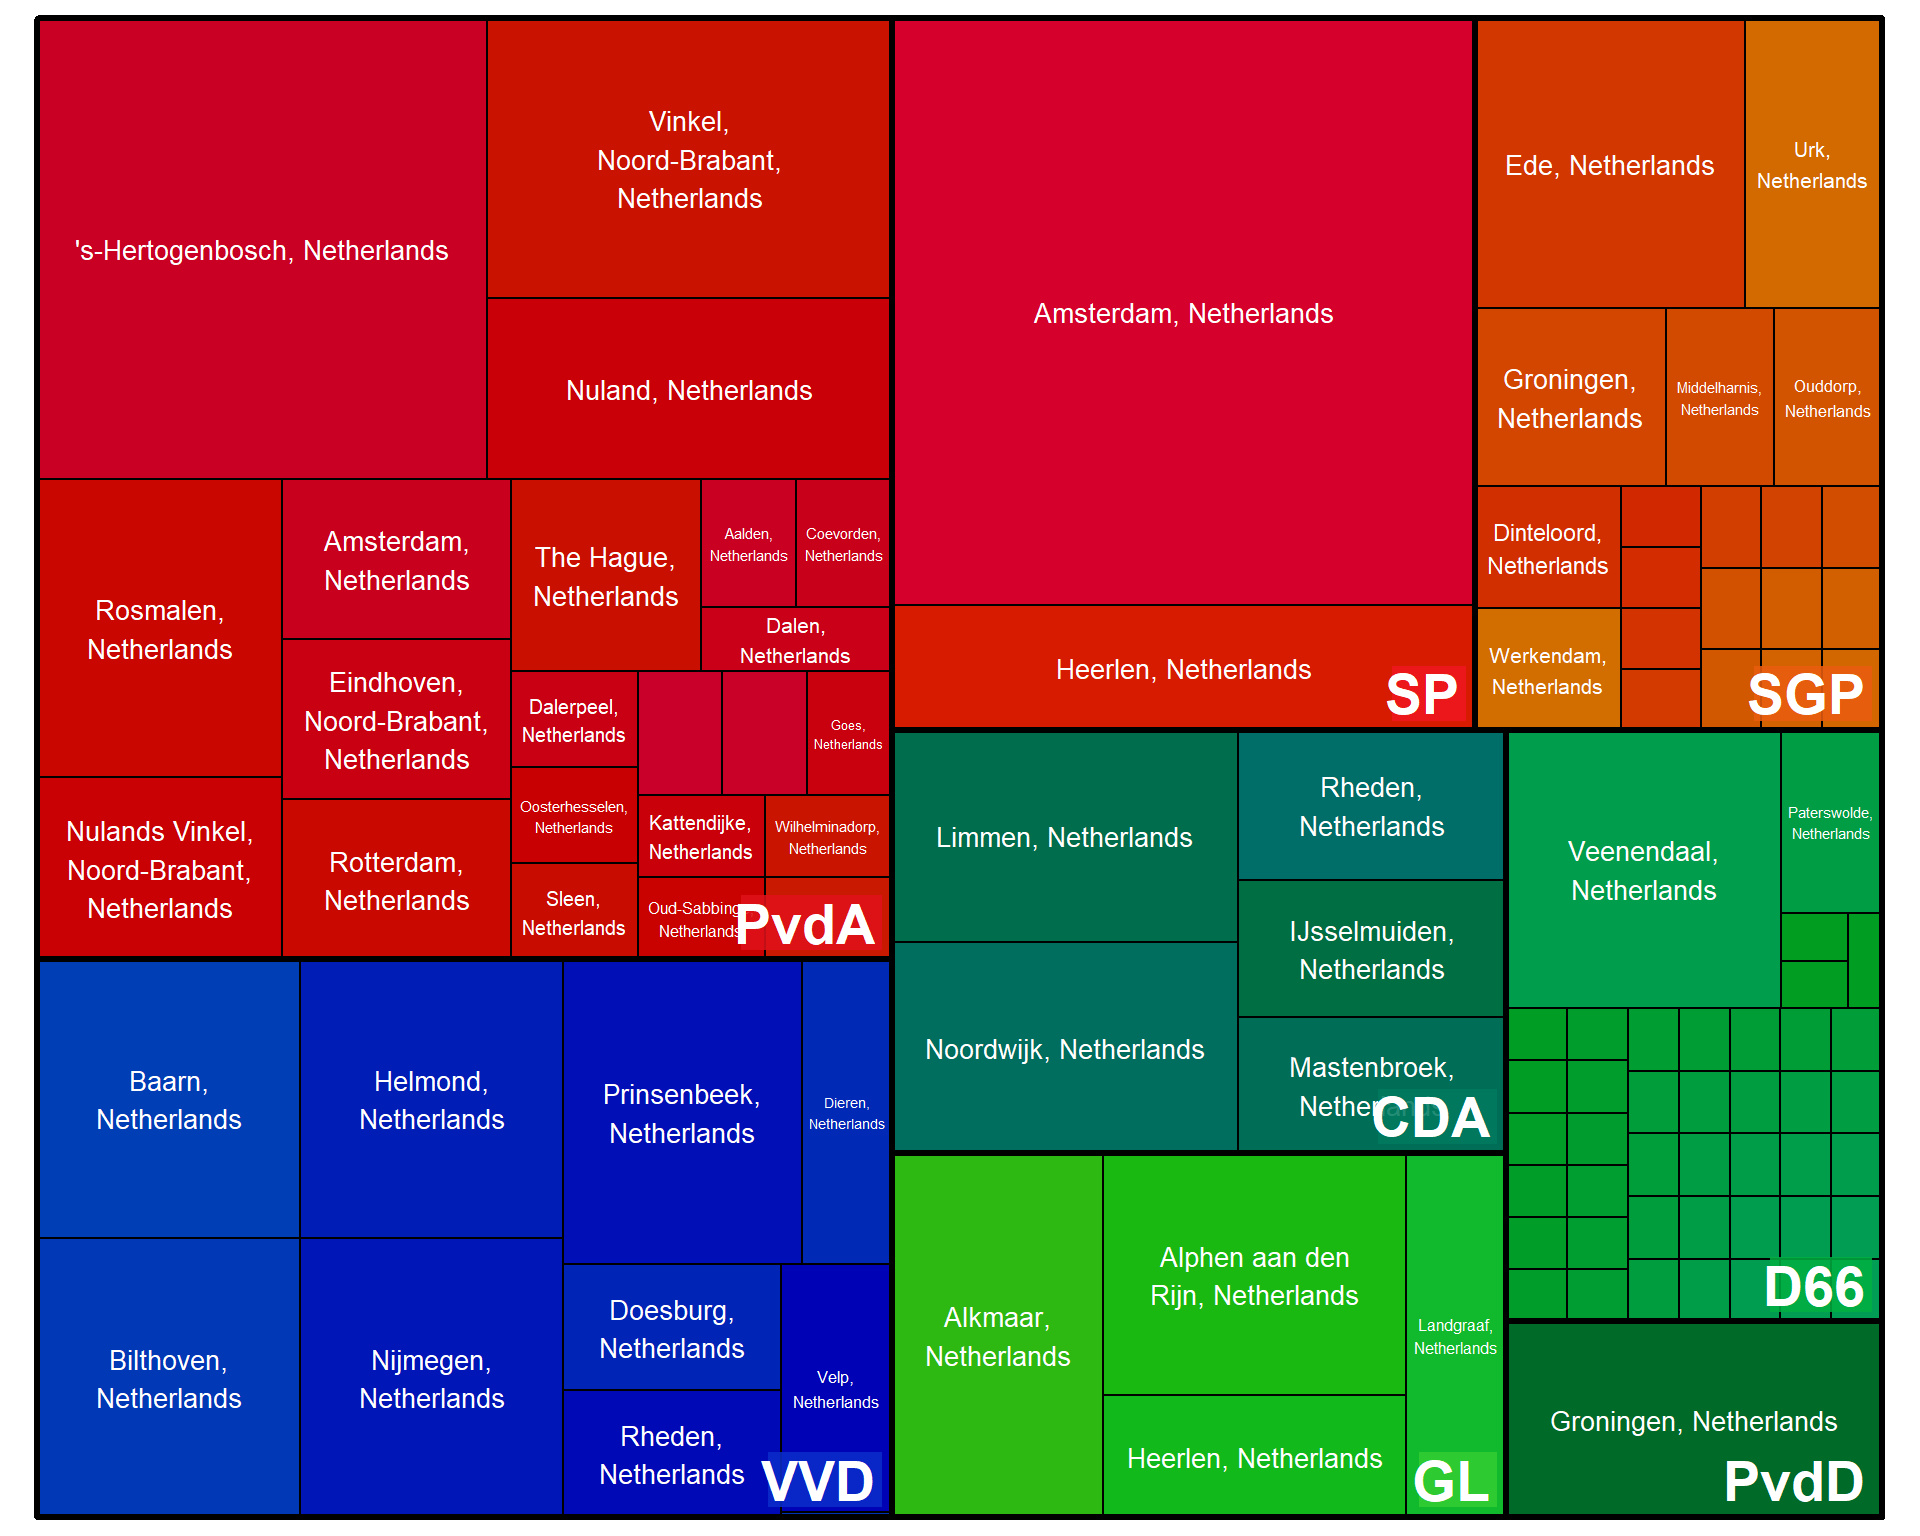 's-Hertogenbosch, Netherlands
Vinkel,
Noord-Brabant,
Netherlands
Nuland, Netherlands
Rosmalen,
Netherlands
Nulands Vinkel,
Noord-Brabant,
Netherlands
Amsterdam,
Netherlands
Eindhoven,
Noord-Brabant,
Netherlands
Rotterdam,
Netherlands
The Hague,
Netherlands
Aalden,
Netherlands
Coevorden,
Netherlands
Dalen,
Netherlands
Dalerpeel,
Netherlands
Oosterhesselen,
Netherlands
Sleen,
Netherlands
Goes,
Netherlands
Kattendijke,
Netherlands
Wilhelminadorp,
Netherlands
Netherlands
PvdA
Amsterdam, Netherlands
Heerlen, Netherlands
SP
Ede, Netherlands
Urk,
Netherlands
Groningen,
Netherlands
Middelharnis,
Netherlands
Ouddorp,
Netherlands
Dinteloord,
Netherlands
Werkendam,
Netherlands
SGP
Baarn,
Netherlands
Bilthoven,
Netherlands
Helmond,
Netherlands
Nijmegen,
Netherlands
Prinsenbeek,
Netherlands
Dieren,
Netherlands
Doesburg,
Netherlands
Rheden,
Netherlands
Velp,
Netherlands
VVD
Limmen, Netherlands
Noordwijk, Netherlands
Rheden,
Netherlands
IJsselmuiden,
Netherlands
Mastenbroek,
Netherlands
CDA
Alkmaar,
Netherlands
Alphen aan den
Rijn, Netherlands
Heerlen, Netherlands
Landgraaf,
Netherlands
GL
Veenendaal,
Netherlands
Paterswolde,
Netherlands
D66
Groningen, Netherlands
PvdD